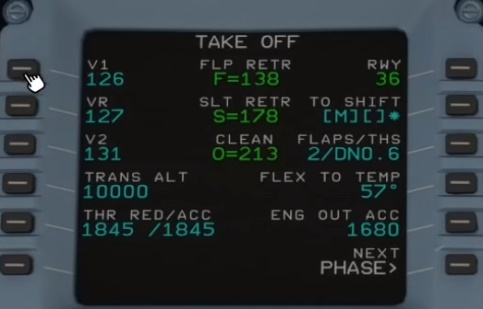 TAKE OFF
V1 FLP RETR RWY
126 F=138 36
VR SLT RETR TO SHIFT
127 S=178 [M][]*
V2 CLEAN FLAPS/THS
131 O=213 2/DN0.6
TRANS ALT FLEX TO TEMP
10000 57°
THR RED/ACC ENG OUT ACC
1845 /1845 1680
NEXT
PHASE>